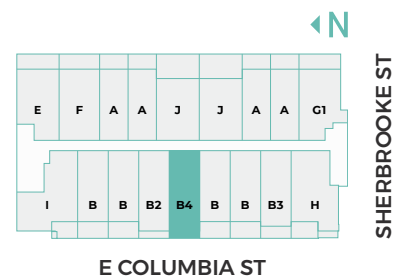 N
E F A A J J A A G1
I B B B2 B4 B B B3 H
E COLUMBIA ST
SHERBROOKE ST